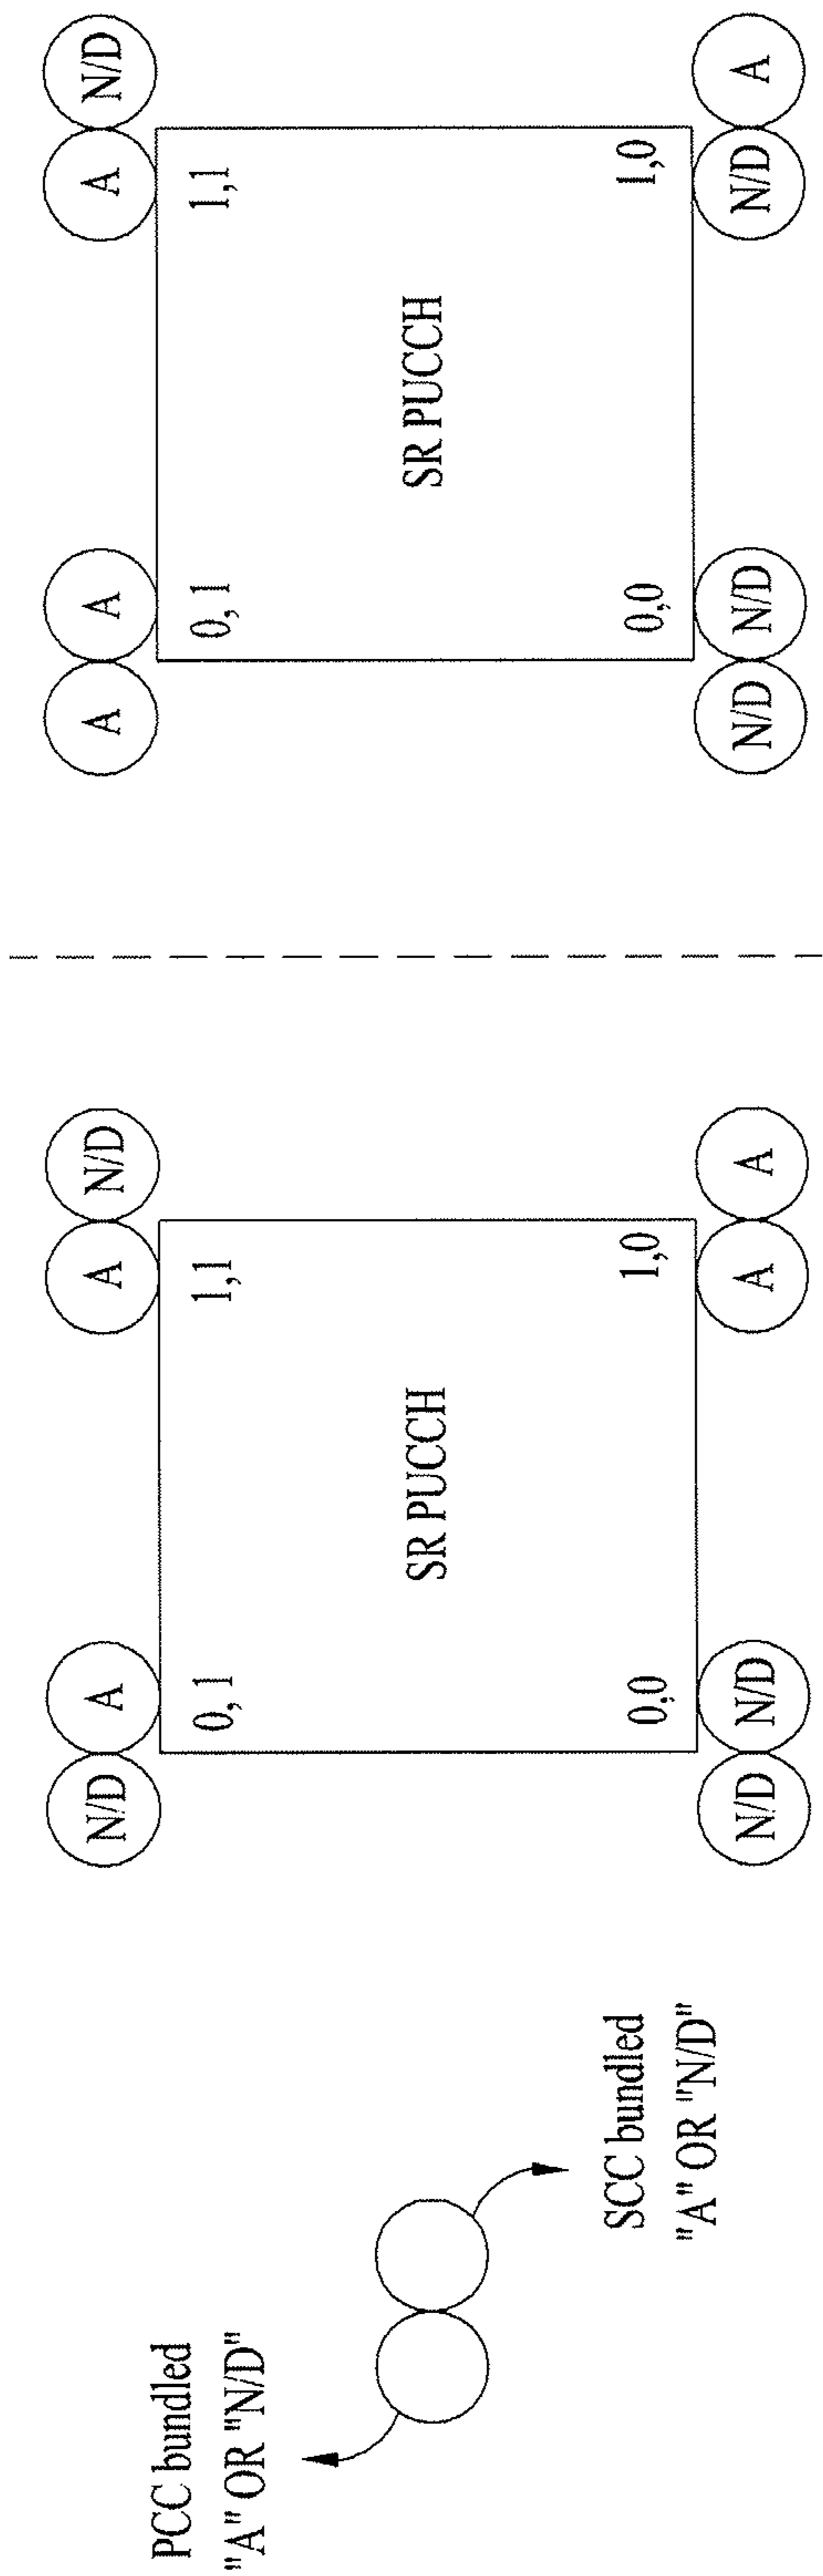 PCC bundled
"A" OR "N/D"
SCC bundled
"A" OR "N/D"
N/D A A N/D
0, 1 1,1
SR PUCCH
0,0 1,0
N/D N/D A A
A A A N/D
0, 1 1,1
SR PUCCH
0,0 1,0
N/D N/D N/D A